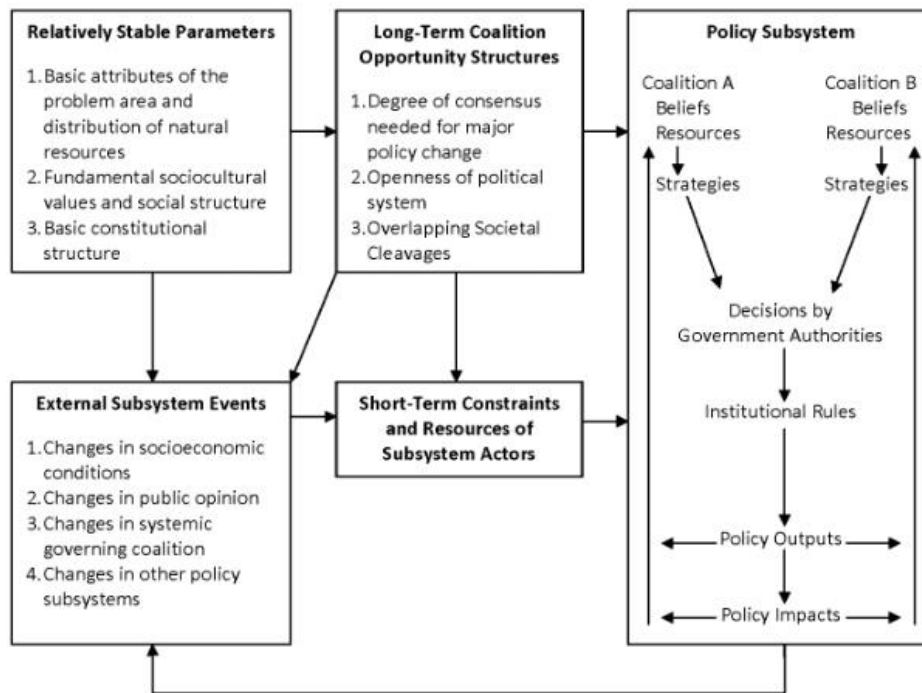 Relatively Stable Parameters
1. Basic attributes of the
problem area and
distribution of natural
resources
2. Fundamental sociocultural
values and social structure
3. Basic constitutional
structure
Long-Term Coalition
Opportunity Structures
1. Degree of consensus
needed for major
policy change
2. Openness of political
system
3. Overlapping Societal
Cleavages
Policy Subsystem
Coalition A
Beliefs
Resources
Strategies
Coalition B
Beliefs
Resources
Strategies
Decisions by
Government Authorities
Institutional Rules
Policy Outputs
Policy Impacts
External Subsystem Events
1. Changes in socioeconomic
conditions
2. Changes in public opinion
3. Changes in systemic
governing coalition
4. Changes in other policy
subsystems
Short-Term Constraints
and Resources of
Subsystem Actors